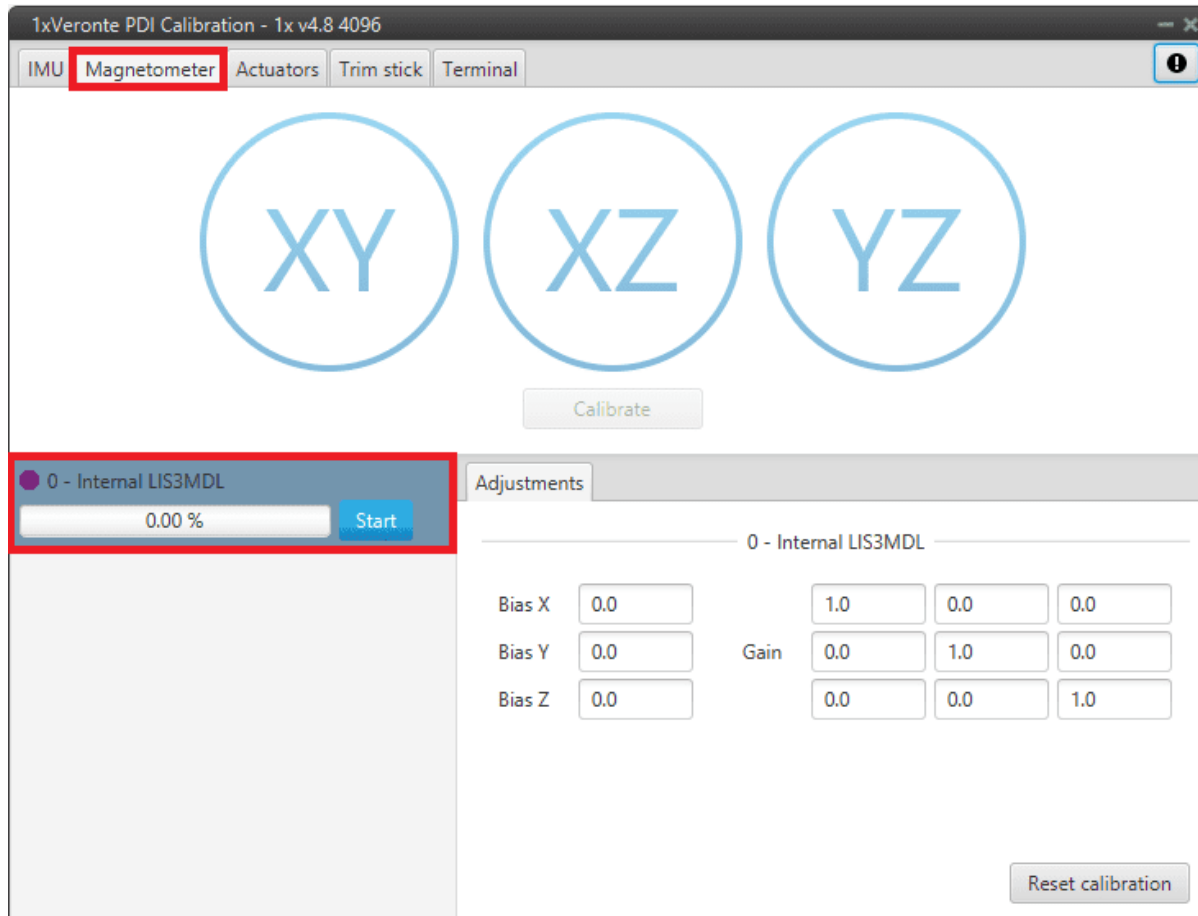 1xVeronte PDI Calibration - 1x v4.8 4096
IMU Magnetometer Actuators Trim stick Terminal
XY XZ YZ
Calibrate
0 - Internal LIS3MDL
0.00 % Start
Adjustments
0 - Internal LIS3MDL
Bias X 0.0 1.0 0.0 0.0
Bias Y 0.0 Gain 0.0 1.0 0.0
Bias Z 0.0 0.0 0.0 1.0
Reset calibration